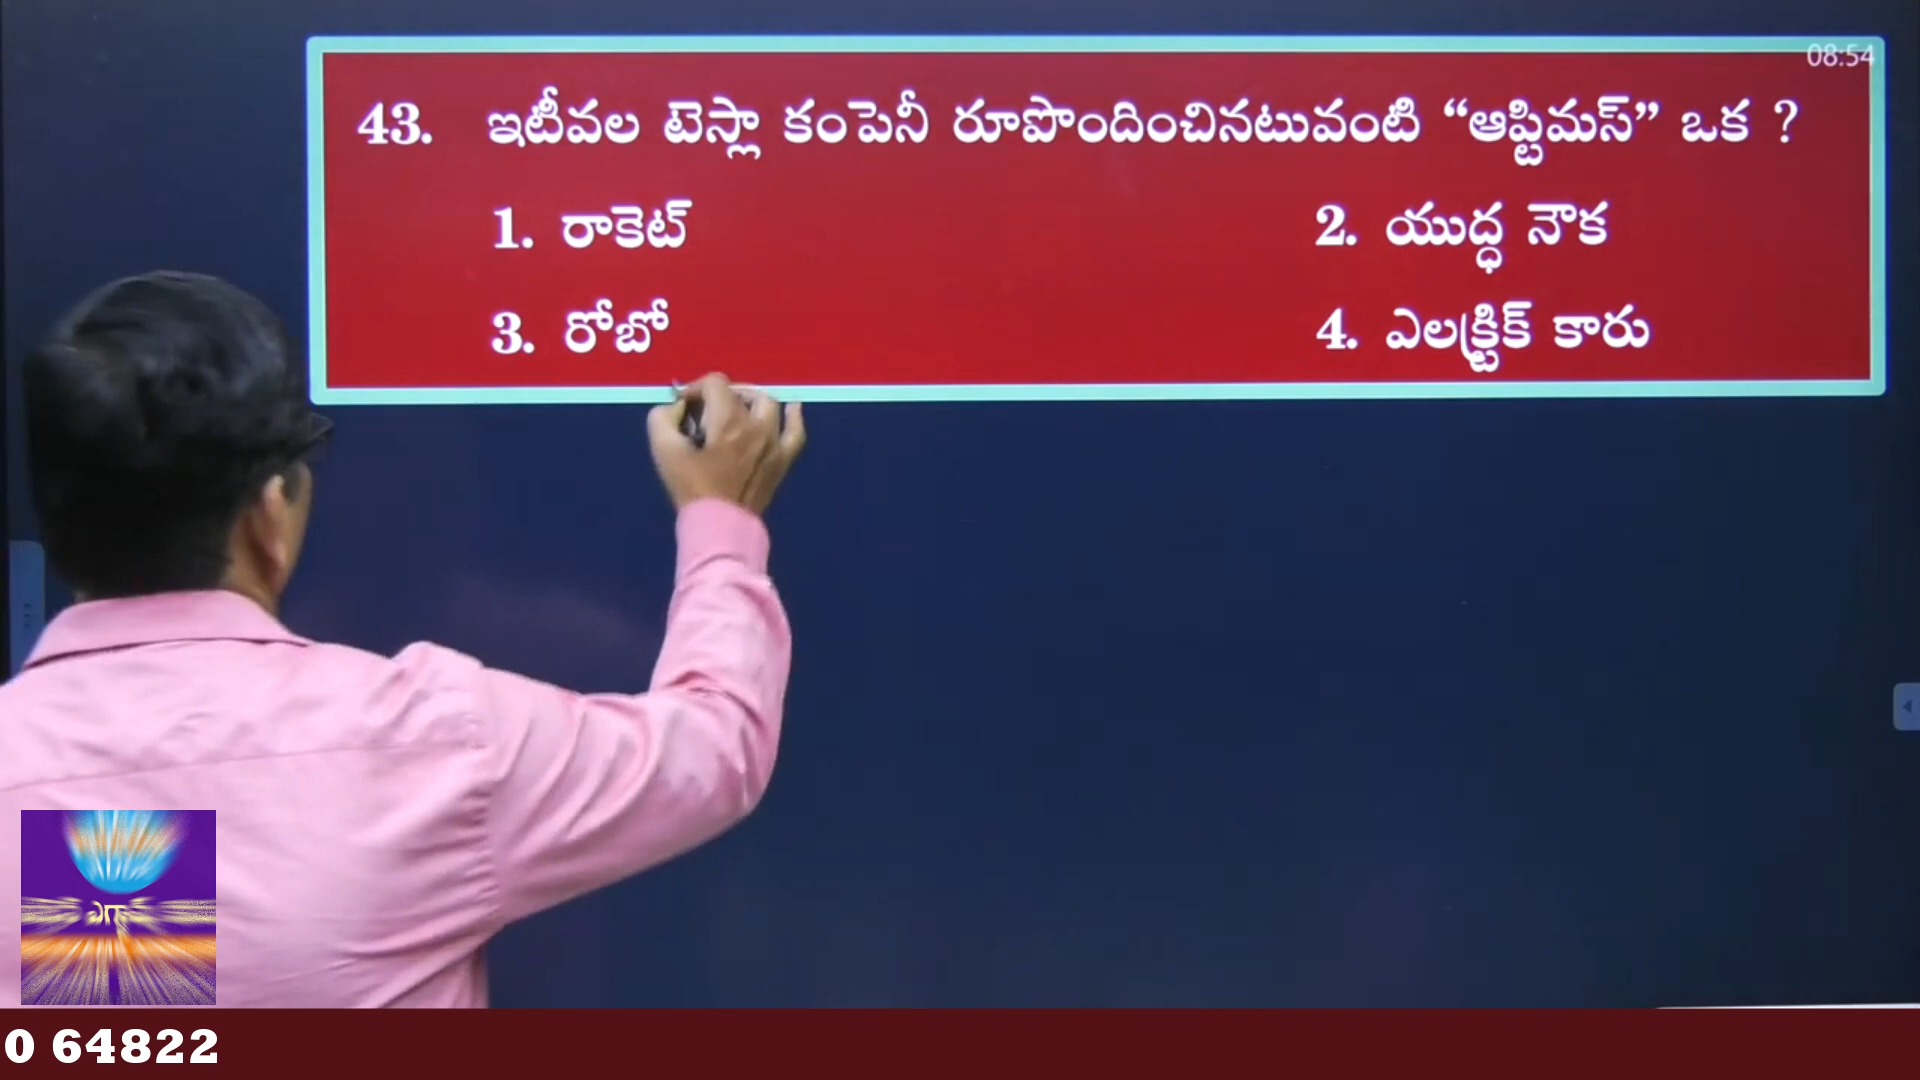 08:54
43. ఇటీవల టెస్లా కంపెనీ రూపొందించినటువంటి “ఆప్టిమస్” ఒక ?
1. రాకెట్
2. యుద్ధ నౌక
3. రోబో
4. ఎలక్ట్రిక్ కారు
0 64822